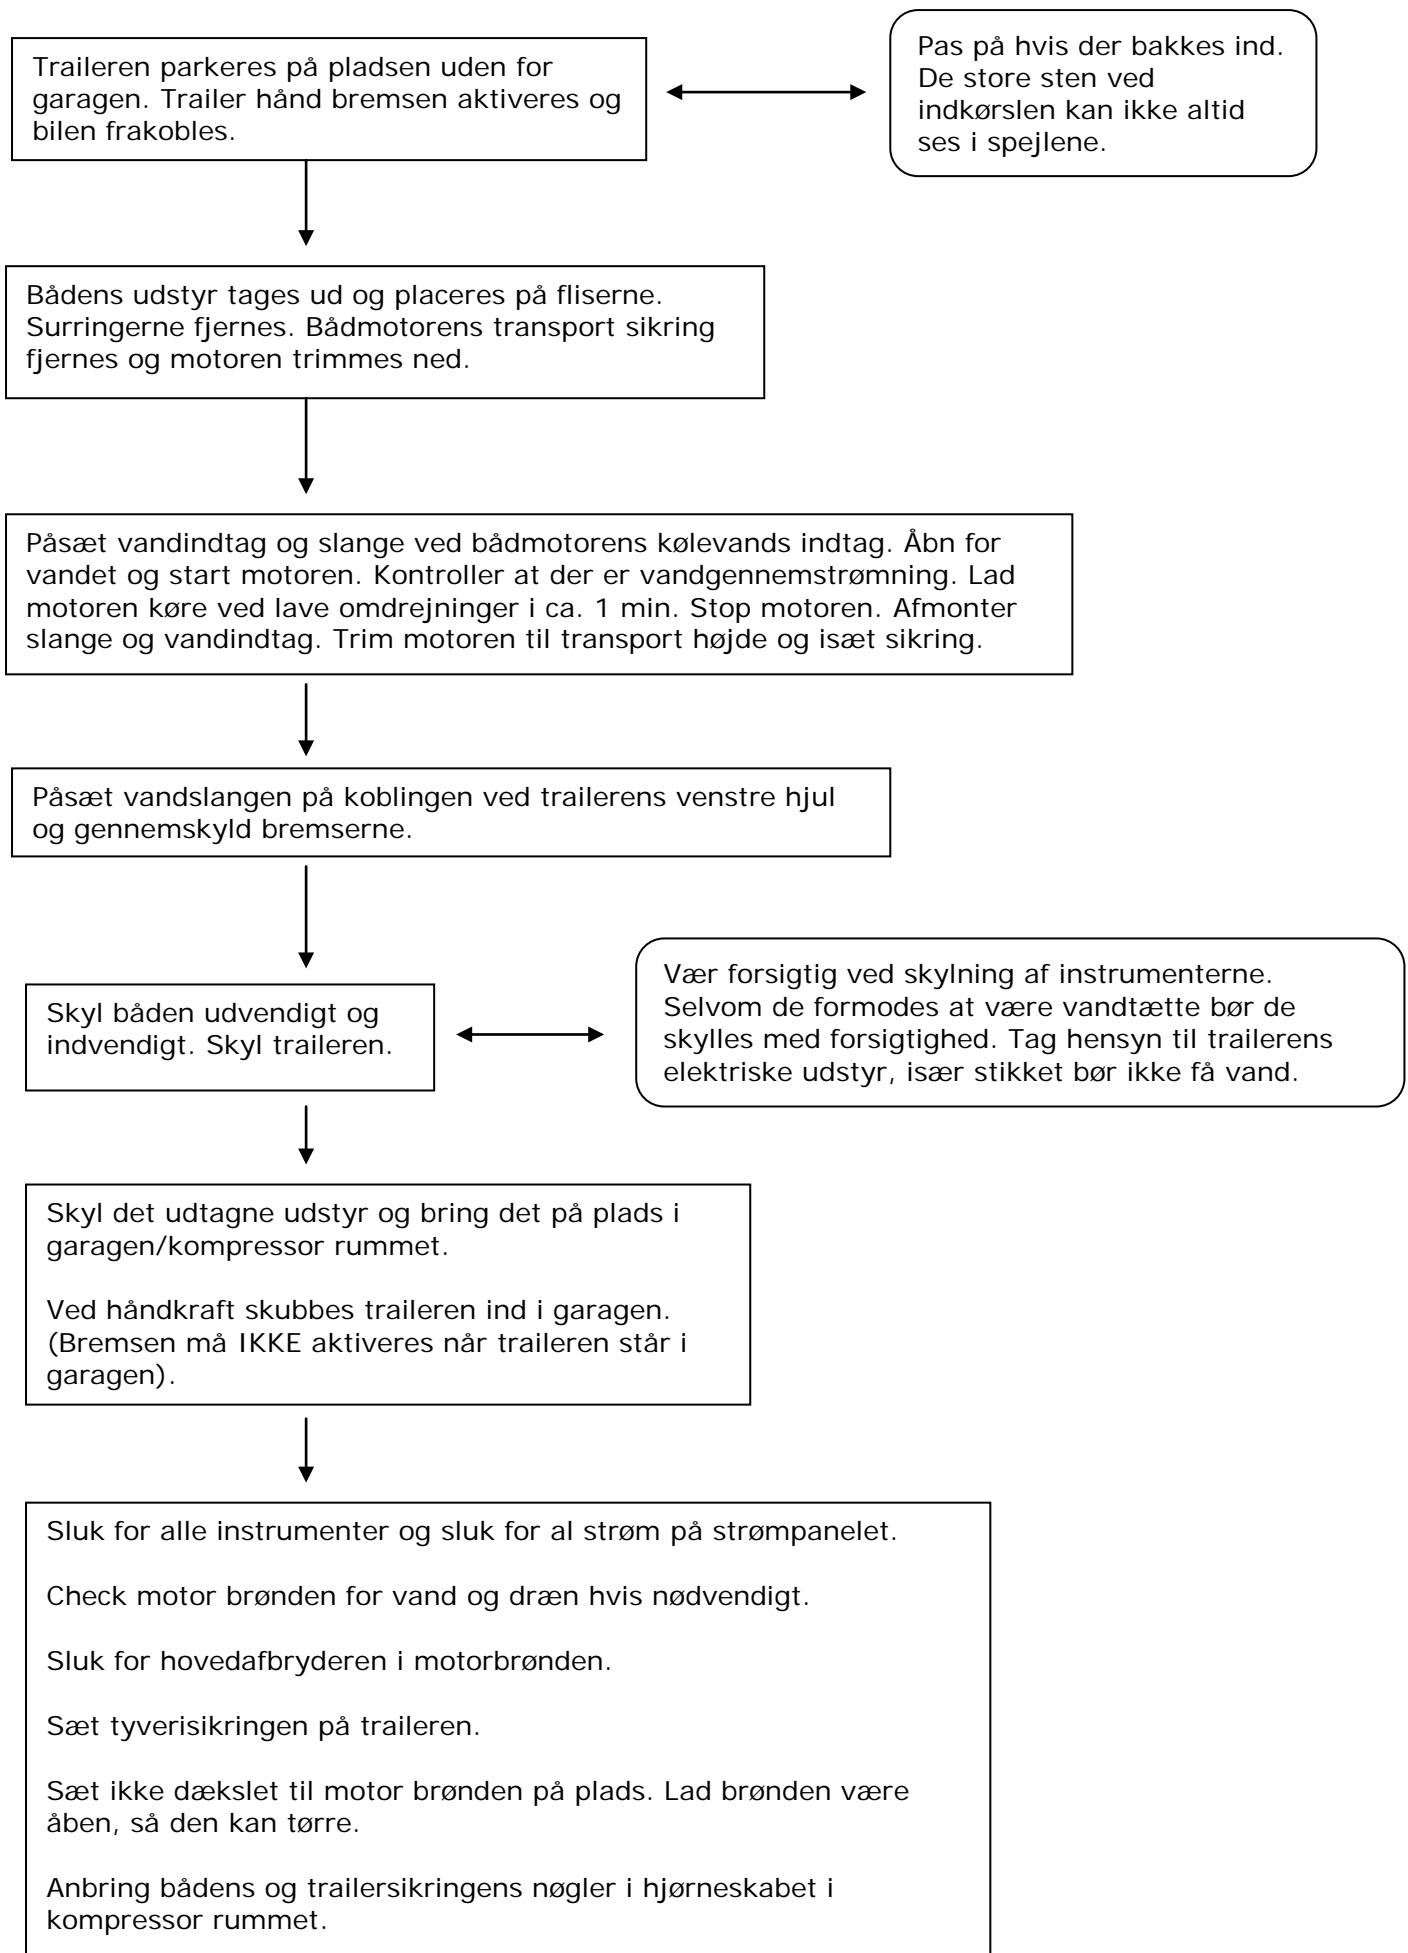 Traileren parkeres på pladsen uden for
garagen. Trailer hånd bremsen aktiveres og
bilen frakobles.
Pas på hvis der bakkes ind.
De store sten ved
indkørslen kan ikke altid
ses i spejlene.
Bådens udstyr tages ud og placeres på fliserne.
Surringerne fjernes. Bådmotorens transport sikring
fjernes og motoren trimmes ned.
Påsæt vandindtag og slange ved bådmotorens kølevands indtag. Åbn for
vandet og start motoren. Kontroller at der er vandgennemstrømning. Lad
motoren køre ved lave omdrejninger i ca. 1 min. Stop motoren. Afmonter
slange og vandindtag. Trim motoren til transport højde og isæt sikring.
Påsæt vandslangen på koblingen ved trailerens venstre hjul
og gennemskyld bremserne.
Skyl båden udvendigt og
indvendigt. Skyl traileren.
Vær forsigtig ved skylning af instrumenterne.
Selvom de formodes at være vandtætte bør de
skylles med forsigtighed. Tag hensyn til trailerens
elektriske udstyr, især stikket bør ikke få vand.
Skyl det udtagne udstyr og bring det på plads i
garagen/kompressor rummet.
Ved håndkraft skubbes traileren ind i garagen.
(Bremsen må IKKE aktiveres når traileren står i
garagen).
Sluk for alle instrumenter og sluk for al strøm på strømpanelet.
Check motor brønden for vand og dræn hvis nødvendigt.
Sluk for hovedafbryderen i motorbrønden.
Sæt tyverisikringen på traileren.
Sæt ikke dækslet til motor brønden på plads. Lad brønden være
åben, så den kan tørre.
Anbring bådens og trailersikringens nøgler i hjørneskabet i
kompressor rummet.